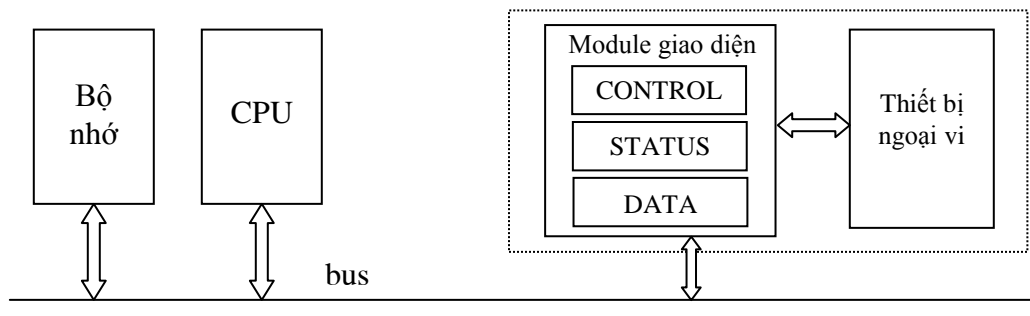 Bộ
nhớ
CPU
Module giao diện
CONTROL
STATUS
DATA
Thiết bị
ngoại vi
bus